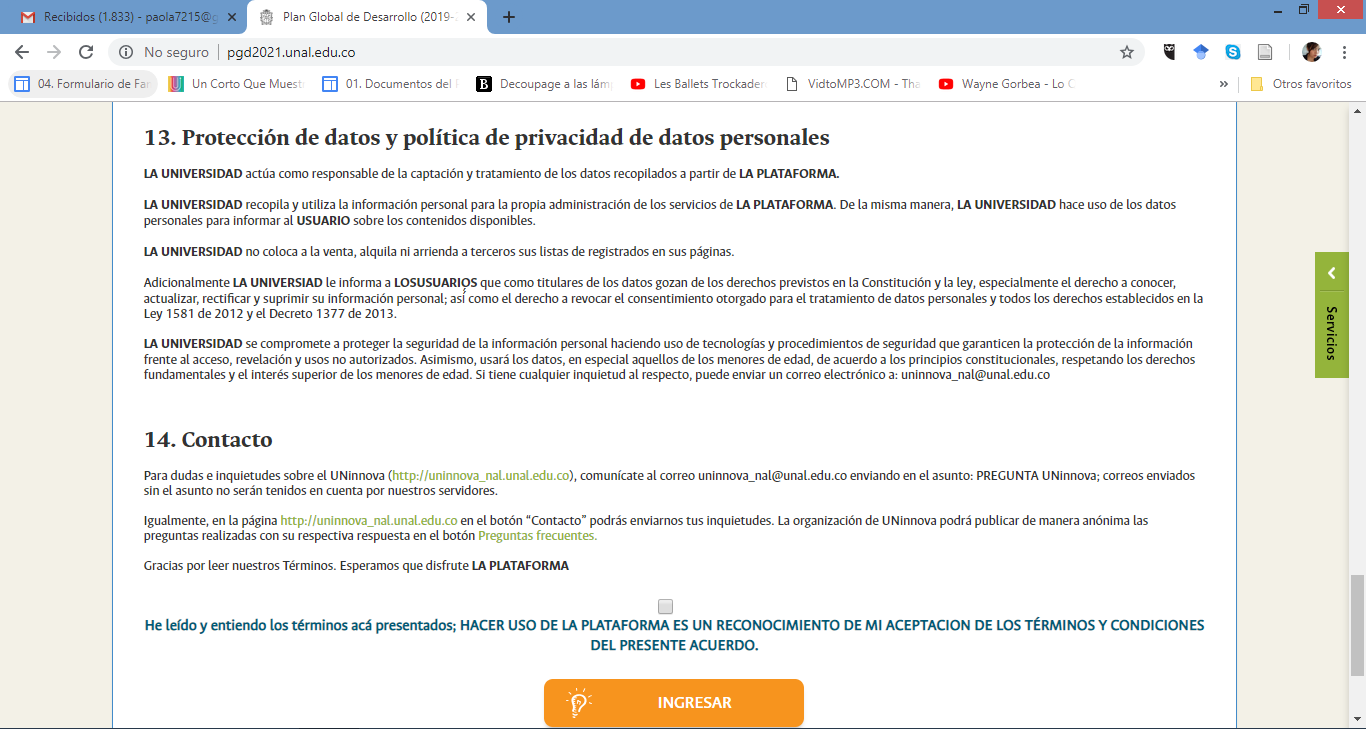 Recibidos (1.833) - paola7215@g
Plan Global de Desarrollo (2019-2
No seguro
pgd2021.unal.edu.co
04. Formulario de Far
Un Corto Que Muest
01. Documentos del
Decoupage a las lám
Les Ballets Trockader
VidtoMP3.COM - Tha
Wayne Gorbea - Lo C
»
Otros favoritos
13. Protección de datos y política de privacidad de datos personales
LA UNIVERSIDAD actúa como responsable de la captación y tratamiento de los datos recopilados a partir de LA PLATAFORMA.
LA UNIVERSIDAD recopila y utiliza la información personal para la propia administración de los servicios de LA PLATAFORMA. De la misma manera, LA UNIVERSIDAD hace uso de los datos
personales para informar al USUARIO sobre los contenidos disponibles.
LA UNIVERSIDAD no coloca a la venta, alquila ni arrienda a terceros sus listas de registrados en sus páginas.
Adicionalmente LA UNIVERSIAD le informa a LOSUSUARIOS que como titulares de los datos gozan de los derechos previstos en la Constitución y la ley, especialmente el derecho a conocer,
actualizar, rectificar y suprimir su información personal; así como el derecho a revocar el consentimiento otorgado para el tratamiento de datos personales y todos los derechos establecidos en la
Ley 1581 de 2012 y el Decreto 1377 de 2013.
LA UNIVERSIDAD se compromete a proteger la seguridad de la información personal haciendo uso de tecnologías y procedimientos de seguridad que garanticen la protección de la información
frente al acceso, revelación y usos no autorizados. Asimismo, usará los datos, en especial aquellos de los menores de edad, de acuerdo a los principios constitucionales, respetando los derechos
fundamentales y el interés superior de los menores de edad. Si tiene cualquier inquietud al respecto, puede enviar un correo electrónico a: uninnova_nal@unal.edu.co
Servicios
14. Contacto
Para dudas e inquietudes sobre el UNinnova (http://uninnova_nal.unal.edu.co), comunícate al correo uninnova_nal@unal.edu.co enviando en el asunto: PREGUNTA UNinnova; correos enviados
sin el asunto no serán tenidos en cuenta por nuestros servidores.
Igualmente, en la página http://uninnova_nal.unal.edu.co en el botón “Contacto” podrás enviarnos tus inquietudes. La organización de UNinnova podrá publicar de manera anónima las
preguntas realizadas con su respectiva respuesta en el botón Preguntas frecuentes.
Gracias por leer nuestros Términos. Esperamos que disfrute LA PLATAFORMA
He leído y entiendo los términos acá presentados; HACER USO DE LA PLATAFORMA ES UN RECONOCIMIENTO DE MI ACEPTACION DE LOS TÉRMINOS Y CONDICIONES
DEL PRESENTE ACUERDO.
INGRESAR